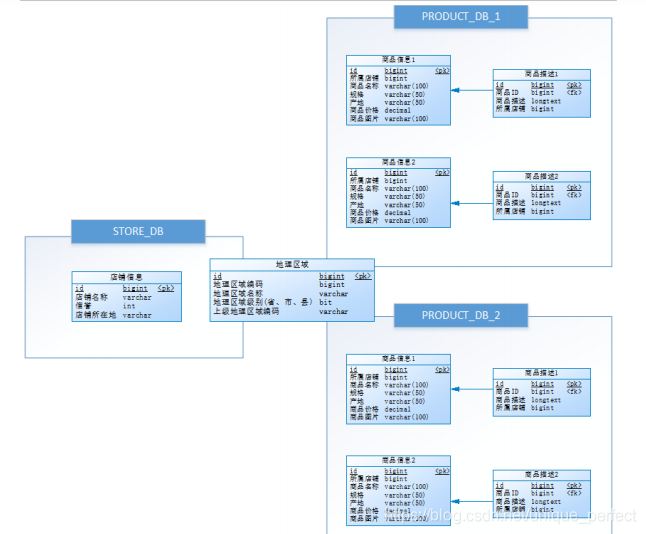 PRODUCT_DB_1
商品信息1
id bigint <pk>
所属店铺 bigint
商品名称 varchar(100)
规格 varchar(50)
产地 varchar(50)
商品价格 decimal
商品图片 varchar(100)
商品描述1
id bigint <pk>
商品ID bigint <fk>
商品描述 longtext
所属店铺 bigint
商品信息2
id bigint <pk>
所属店铺 bigint
商品名称 varchar(100)
规格 varchar(50)
产地 varchar(50)
商品价格 decimal
商品图片 varchar(100)
商品描述2
id bigint <pk>
商品ID bigint <fk>
商品描述 longtext
所属店铺 bigint
STORE_DB
店铺信息
id bigint <pk>
店铺名称 varchar
信誉 int
店铺所在地 varchar
地理区域
id bigint <pk>
地理区域编码 bigint
地理区域名称 varchar
地理区域级别(省、市、县) bit
上级地理区域编码 varchar
PRODUCT_DB_2
商品信息1
id bigint <pk>
所属店铺 bigint
商品名称 varchar(100)
规格 varchar(50)
产地 varchar(50)
商品价格 decimal
商品图片 varchar(100)
商品描述1
id bigint <pk>
商品ID bigint <fk>
商品描述 longtext
所属店铺 bigint
商品信息2
id bigint <pk>
所属店铺 bigint
商品名称 varchar(100)
规格 varchar(50)
产地 varchar(50)
商品价格 decimal
商品图片 varchar(100)
商品描述2
id bigint <pk>
商品ID bigint <fk>
商品描述 longtext
所属店铺 bigint
https://blog.csdn.net/unique_perfect